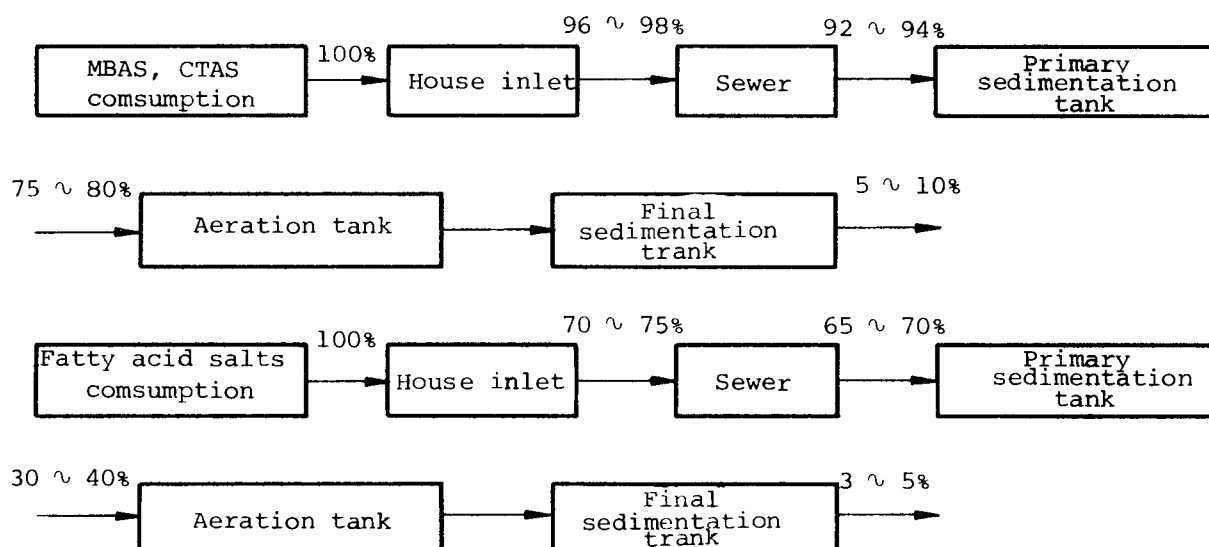 96 ∿ 98%
92 ∿ 94%
100%
MBAS, CTAS
comsumption
House inlet
Sewer
Primary
sedimentation
tank
75 ∿ 80%
5 ∿ 10%
Aeration tank
Final
sedimentation
trank
70 ∿ 75%
65 ∿ 70%
100%
Fatty acid salts
comsumption
House inlet
Sewer
Primary
sedimentation
tank
30 ∿ 40%
3 ∿ 5%
Aeration tank
Final
sedimentation
trank